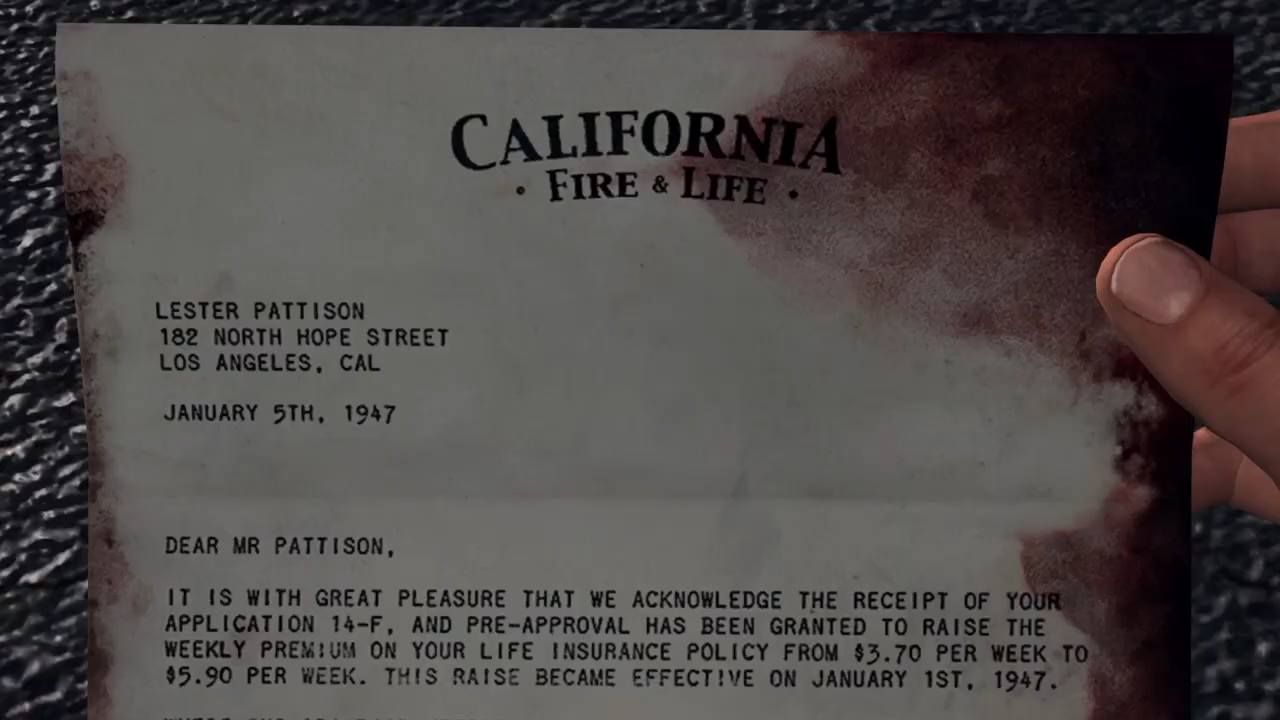 CALIFORNIA
• FIRE & LIFE •
LESTER PATTISON
182 NORTH HOPE STREET
LOS ANGELES, CAL
JANUARY 5TH, 1947
DEAR MR PATTISON,
IT IS WITH GREAT PLEASURE THAT WE ACKNOWLEDGE THE RECEIPT OF YOUR
APPLICATION 14-F, AND PRE-APPROVAL HAS BEEN GRANTED TO RAISE THE
WEEKLY PREMIUM ON YOUR LIFE INSURANCE POLICY FROM $3.70 PER WEEK TO
$5.90 PER WEEK. THIS RAISE BECAME EFFECTIVE ON JANUARY 1ST, 1947.